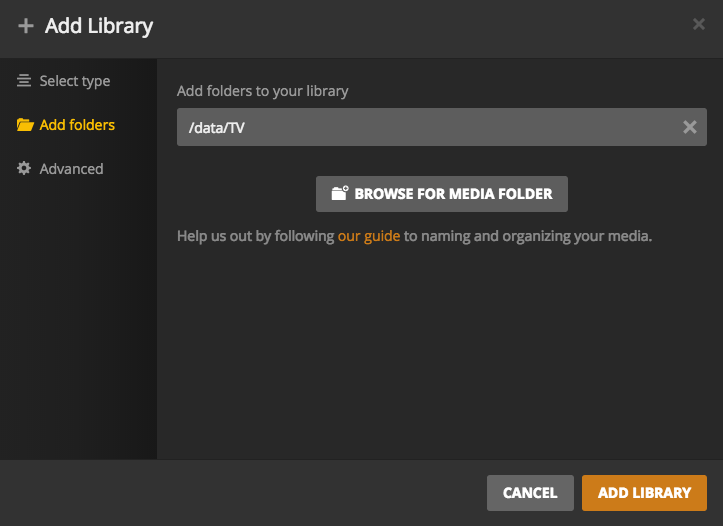 Add Library
Select type
Add folders
Advanced
Add folders to your library
/data/TV
BROWSE FOR MEDIA FOLDER
Help us out by following our guide to naming and organizing your media.
CANCEL
ADD LIBRARY